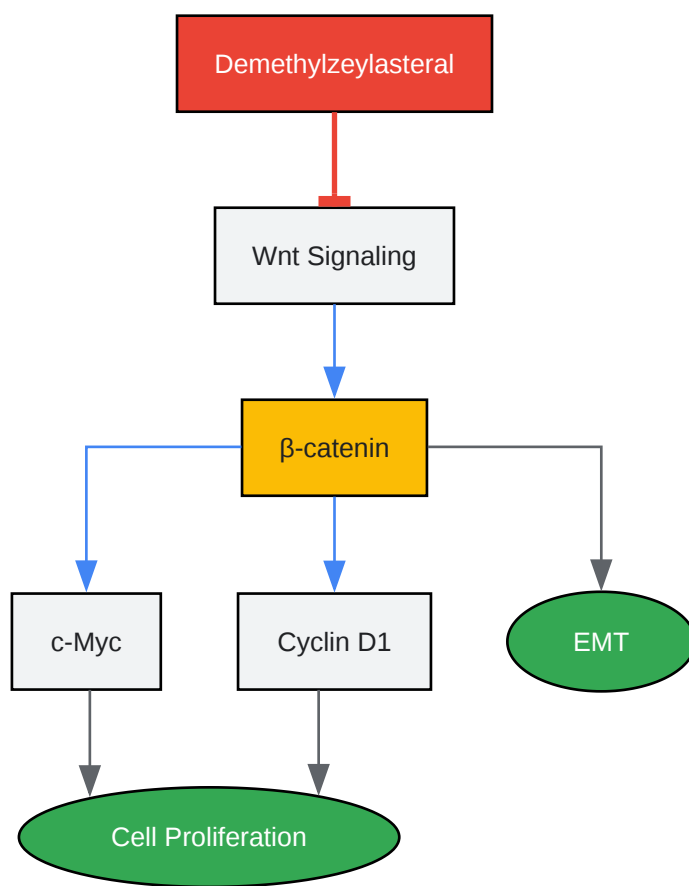 Demethylzeylasteral
Wnt Signaling
β-catenin
c-Myc
Cyclin D1
EMT
Cell Proliferation